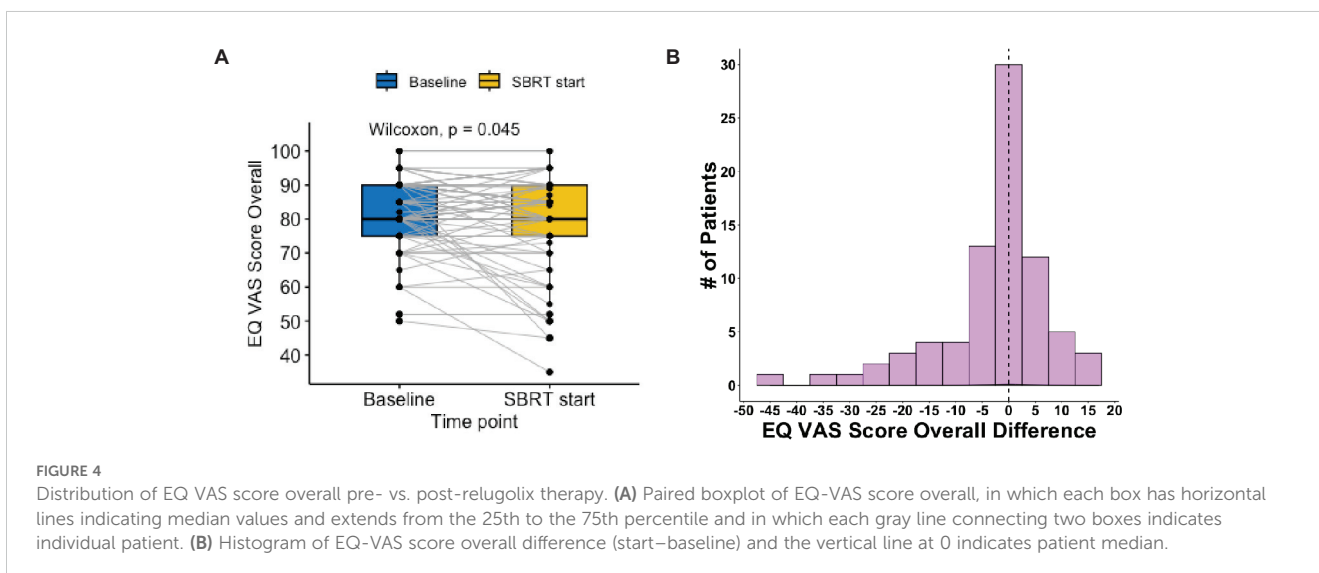 A
Baseline SBRT start
Wilcoxon, p = 0.045
EQ VAS Score Overall
100
90
80
70
60
50
40
Baseline SBRT start
Time point
B
# of Patients
30
25
20
15
10
5
0
-50 -45 -40 -35 -30 -25 -20 -15 -10 -5 0 5 10 15 20
EQ VAS Score Overall Difference
FIGURE 4
Distribution of EQ VAS score overall pre- vs. post-relugolix therapy. (A) Paired boxplot of EQ-VAS score overall, in which each box has horizontal
lines indicating median values and extends from the 25th to the 75th percentile and in which each gray line connecting two boxes indicates
individual patient. (B) Histogram of EQ-VAS score overall difference (start–baseline) and the vertical line at 0 indicates patient median.